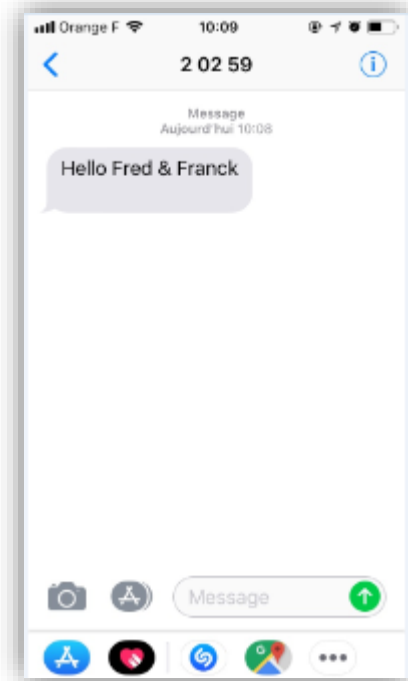 Orange F
10:09
2 02 59
Message
Aujourd'hui 10:08
Hello Fred & Franck
Message